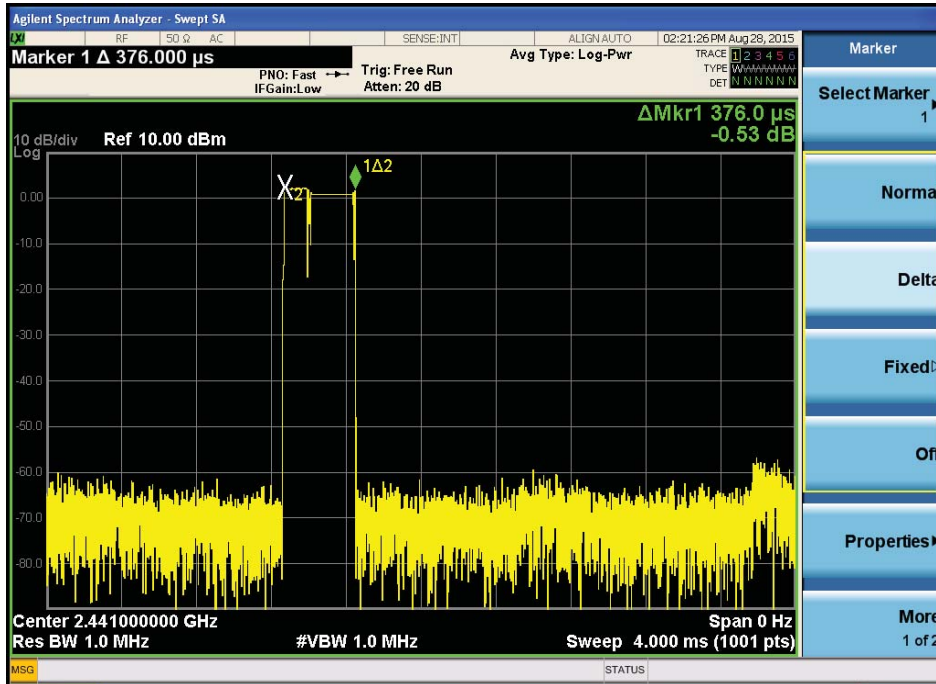 Agilent Spectrum Analyzer - Swept SA
LXI RF 50 Ω AC SENSE:INT ALIGN AUTO 02:21:26 PM Aug 28, 2015
Marker 1 Δ 376.000 µs
PNO: Fast
IFGain:Low
Trig: Free Run
Atten: 20 dB
Avg Type: Log-Pwr
TRACE 1 2 3 4 5 6
TYPE WWWWWW
DET N N N N N N
ΔMkr1 376.0 µs
-0.53 dB
10 dB/div Ref 10.00 dBm
Log
1Δ2
X2
0.00
-10.0
-20.0
-30.0
-40.0
-50.0
-60.0
-70.0
-80.0
Center 2.441000000 GHz Span 0 Hz
Res BW 1.0 MHz #VBW 1.0 MHz Sweep 4.000 ms (1001 pts)
MSG STATUS
Marker
Select Marker
1
Norma
Delta
Fixed
Off
Properties
More
1 of 2